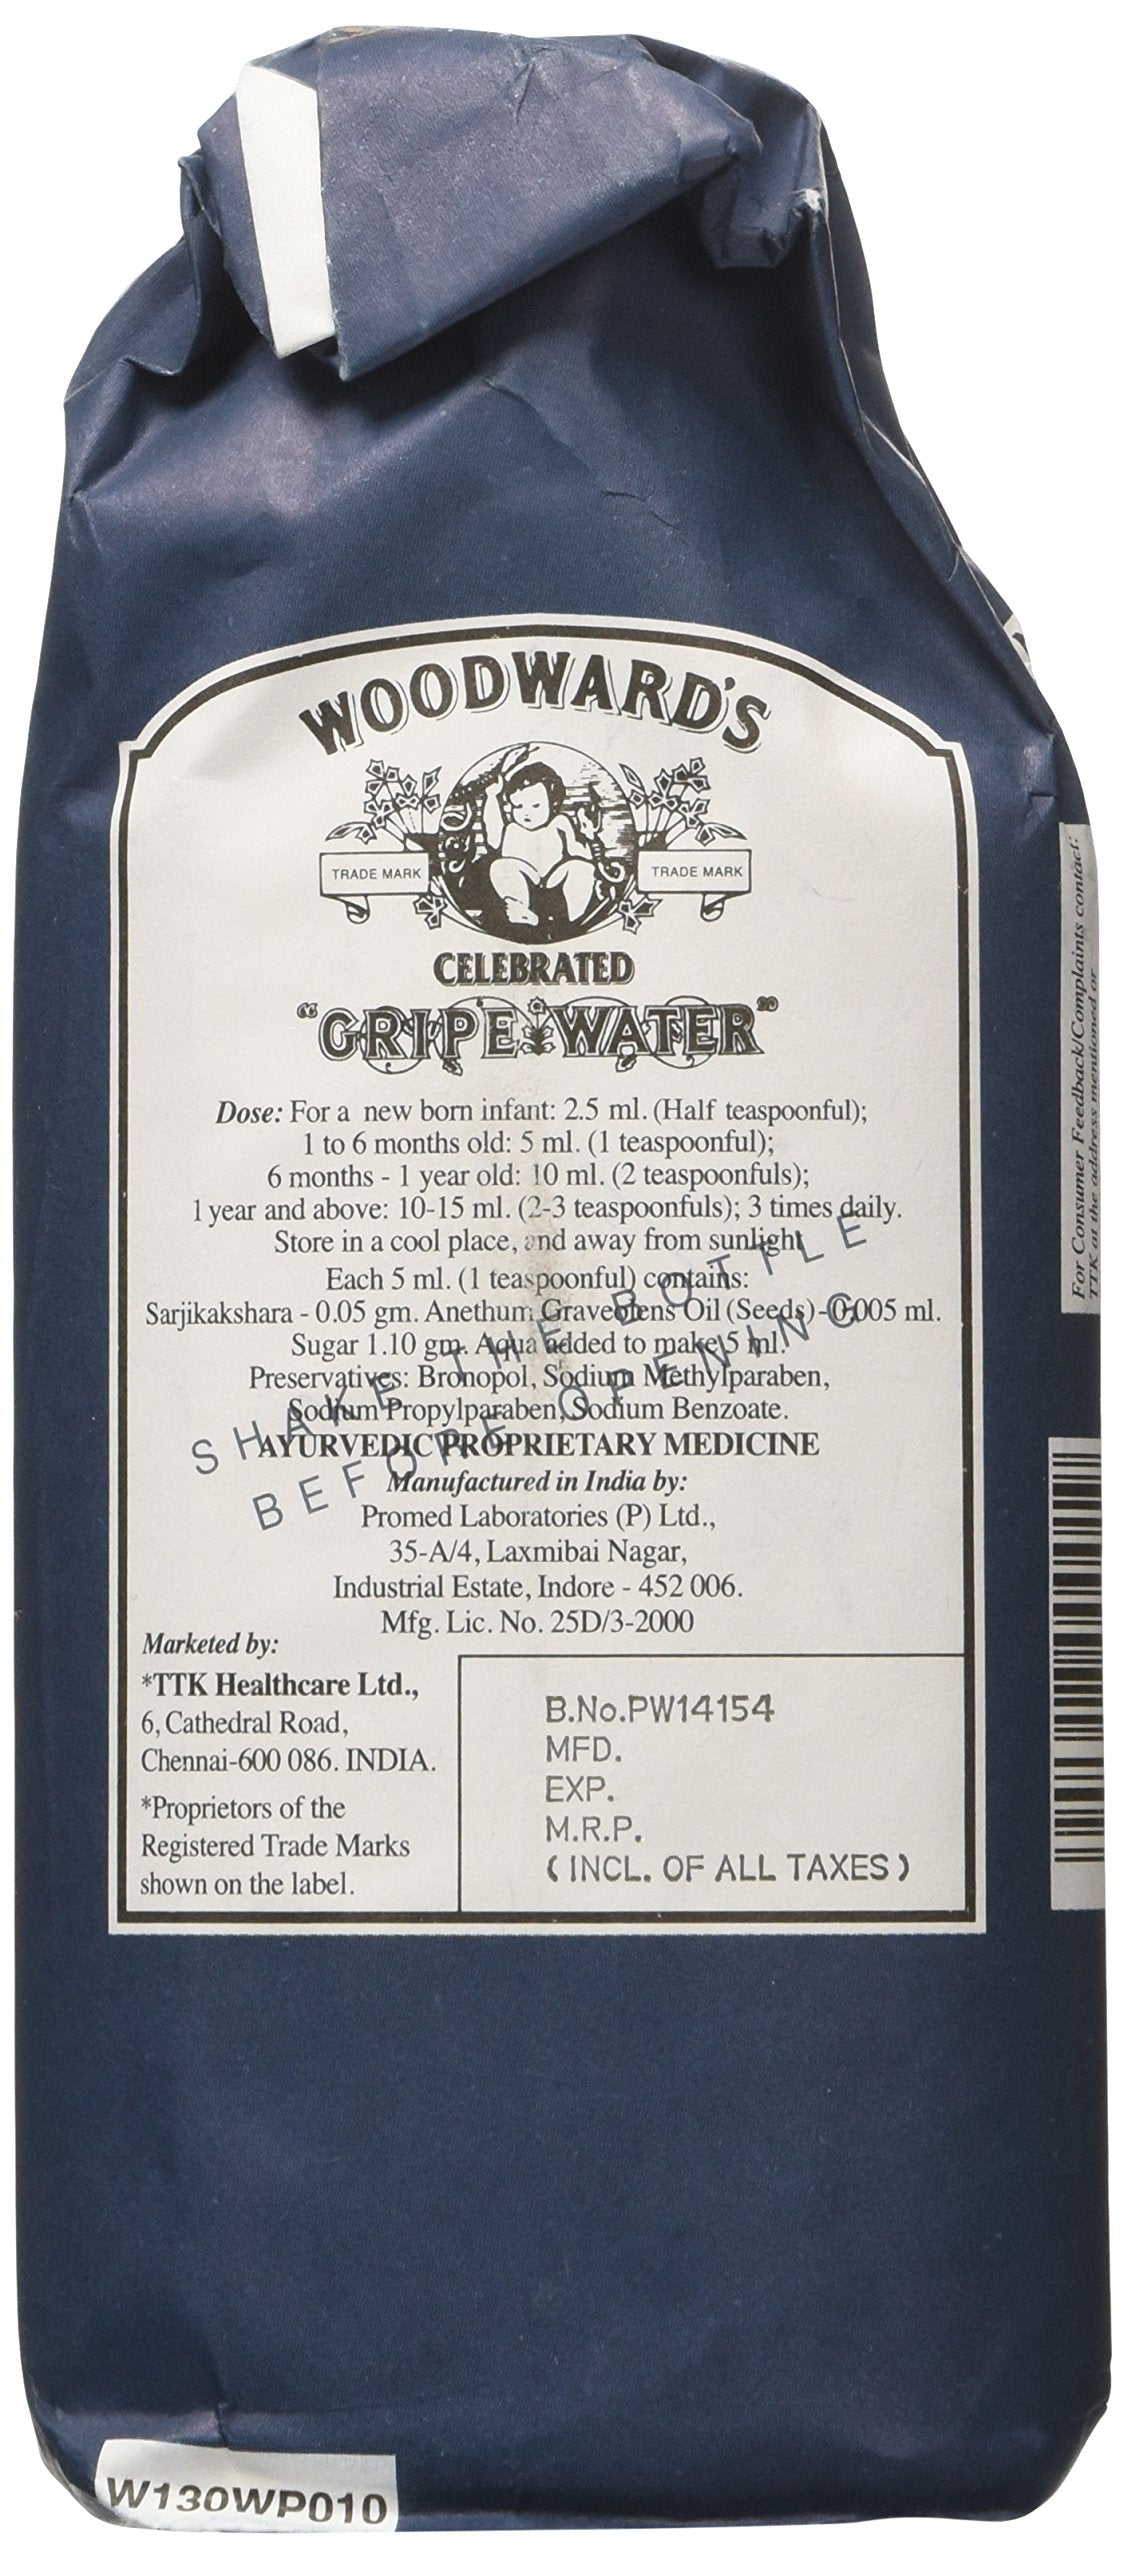 WOODWARD'S
TRADE MARK
TRADE MARK
CELEBRATED
"GRIPE WATER"
Dose: For a new born infant: 2.5 ml. (Half teaspoonful);
1 to 6 months old: 5 ml. (1 teaspoonful);
6 months - 1 year old: 10 ml. (2 teaspoonfuls);
1 year and above: 10-15 ml. (2-3 teaspoonfuls); 3 times daily.
Store in a cool place, and away from sunlight
Each 5 ml. (1 teaspoonful) contains:
Sarjikakshara - 0.05 gm. Anethum Graveolens Oil (Seeds)-0.005 ml.
Sugar 1.10 gm. Aqua added to make 5 ml.
Preservatives: Bronopol, Sodium Methylparaben,
Sodium Propylparaben, Sodium Benzoate.
SHAKE THE BOTTLE
BEFORE OPENING
AYURVEDIC PROPRIETARY MEDICINE
Manufactured in India by:
Promed Laboratories (P) Ltd.,
35-A/4, Laxmibai Nagar,
Industrial Estate, Indore - 452 006.
Mfg. Lic. No. 25D/3-2000
Marketed by:
*TTK Healthcare Ltd.,
6, Cathedral Road,
Chennai-600 086. INDIA.
*Proprietors of the
Registered Trade Marks
shown on the label.
B.No.PW14154
MFD.
EXP.
M.R.P.
( INCL. OF ALL TAXES )
For Consumer Feedback/Complaints contact:
TTK at the address mentioned or
W130WP010